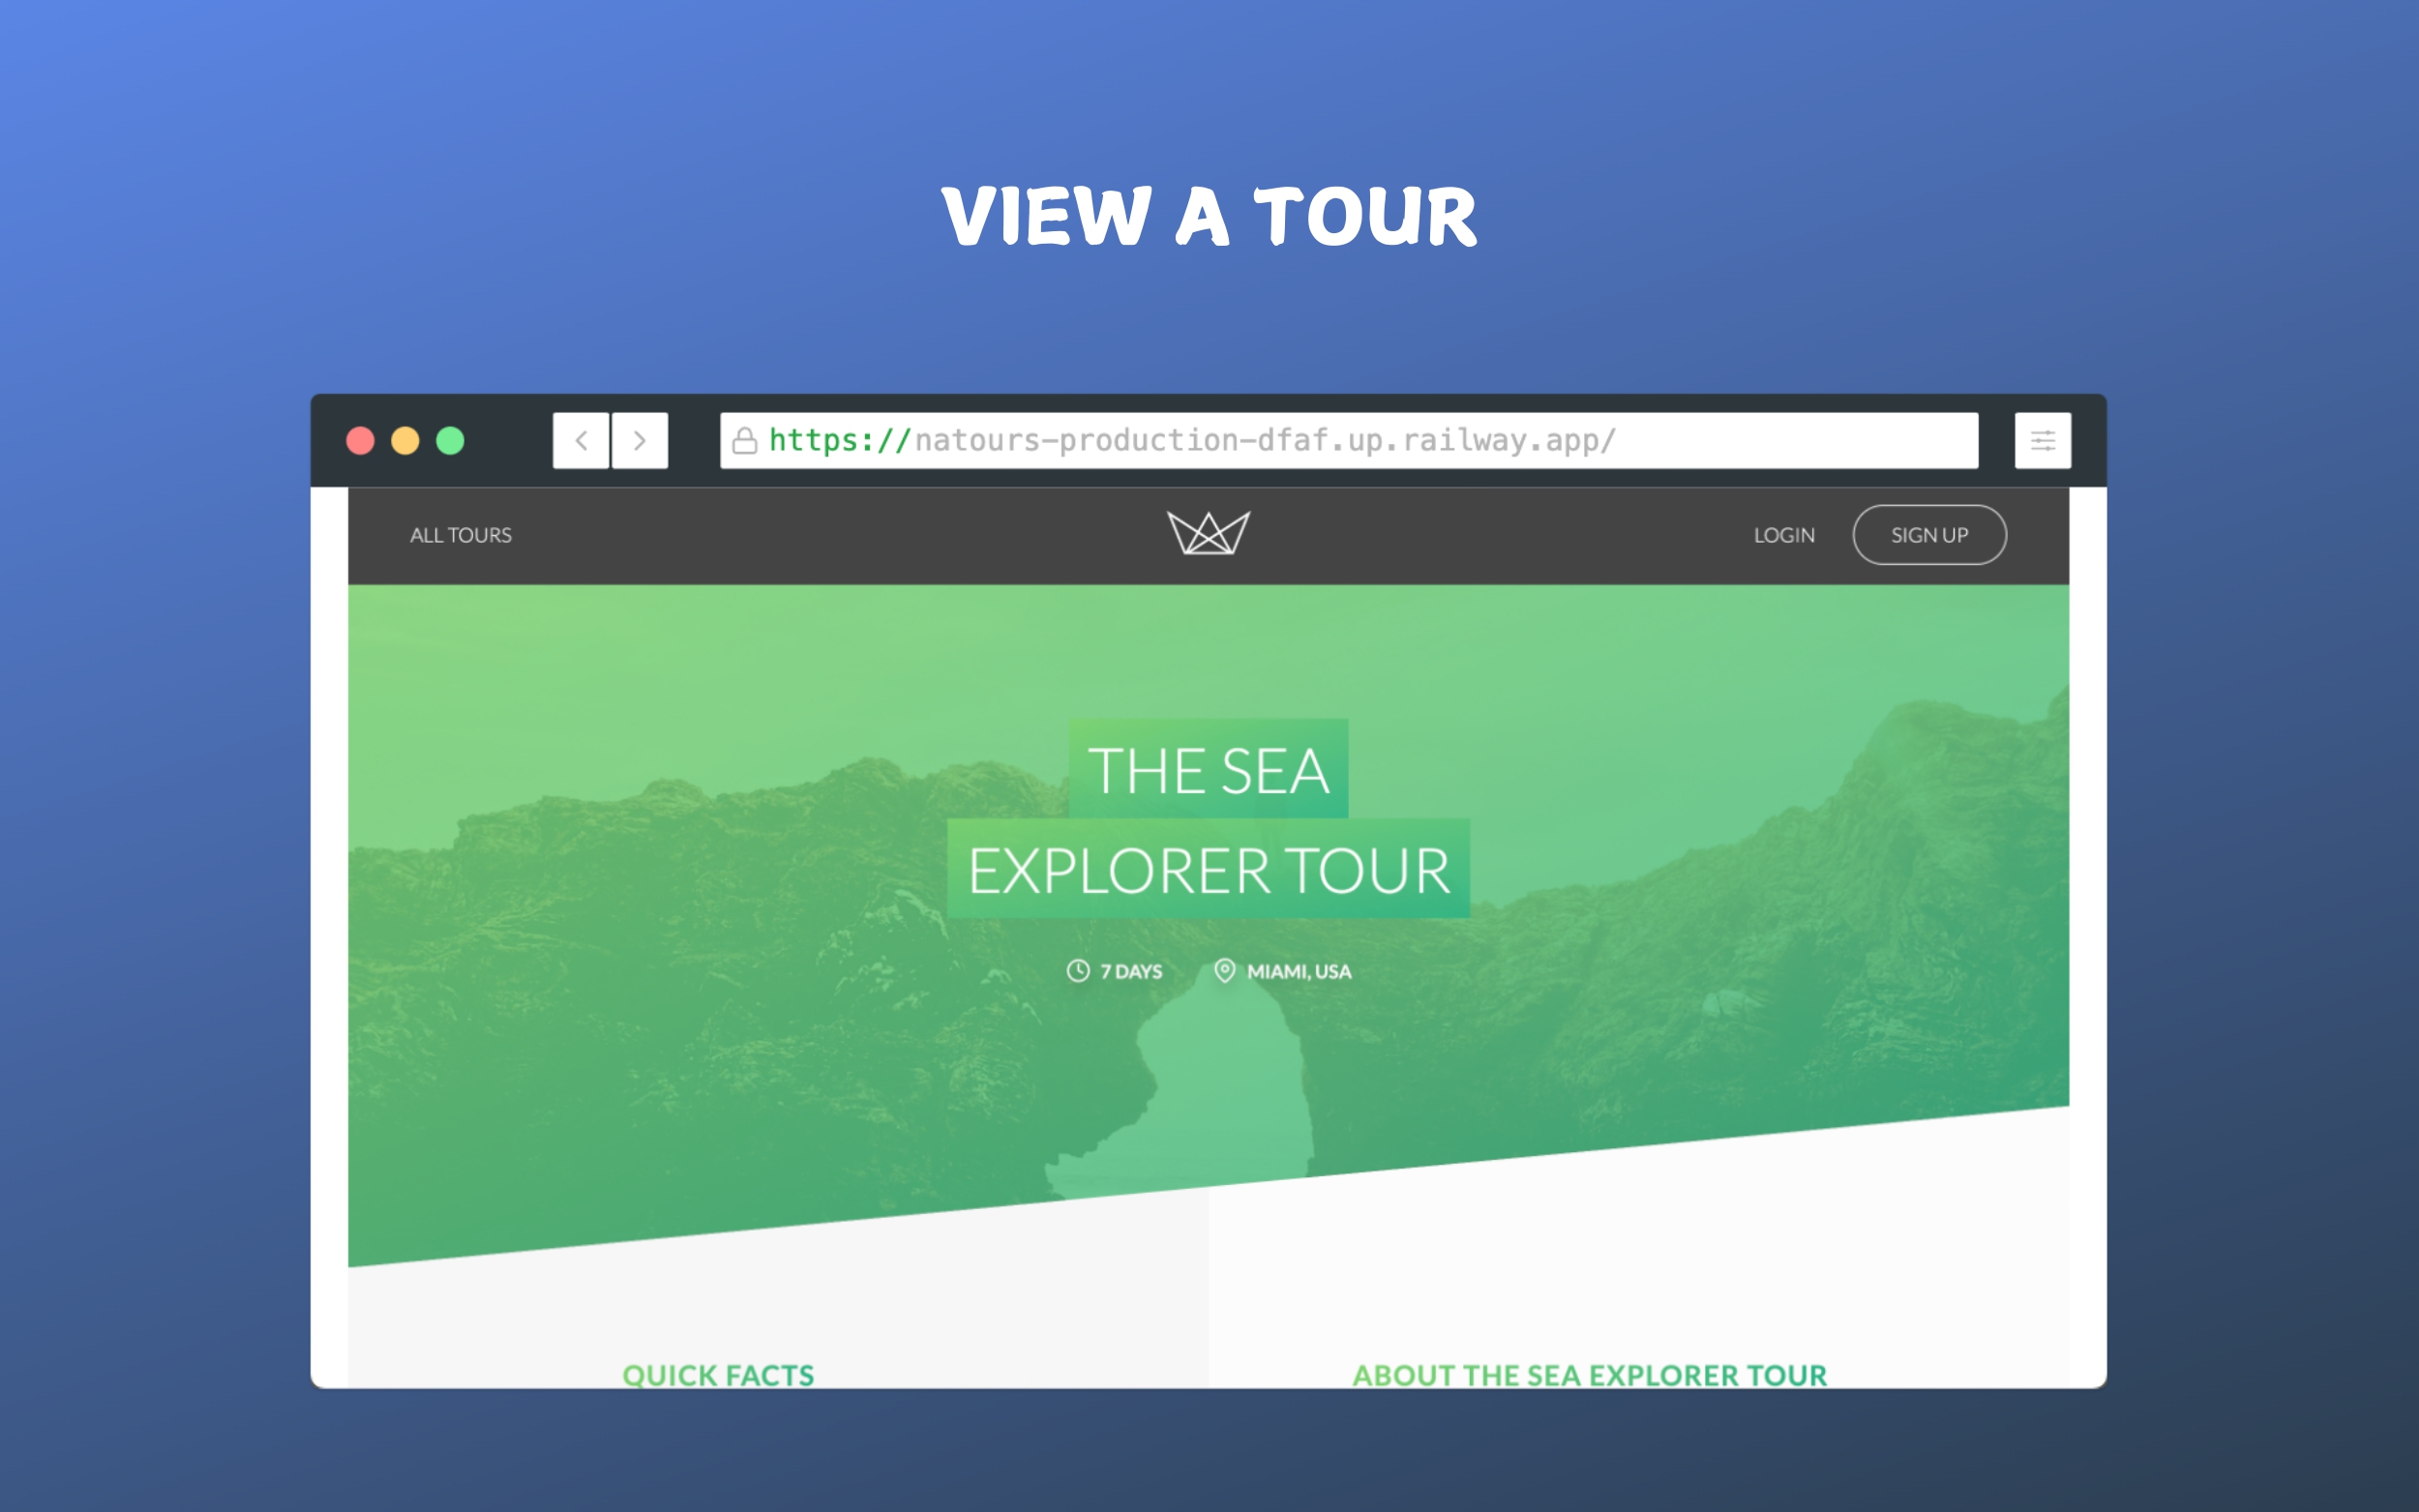 VIEW A TOUR
https://natours-production-dfaf.up.railway.app/
ALL TOURS
LOGIN
SIGN UP
THE SEA
EXPLORER TOUR
7 DAYS
MIAMI, USA
QUICK FACTS
ABOUT THE SEA EXPLORER TOUR